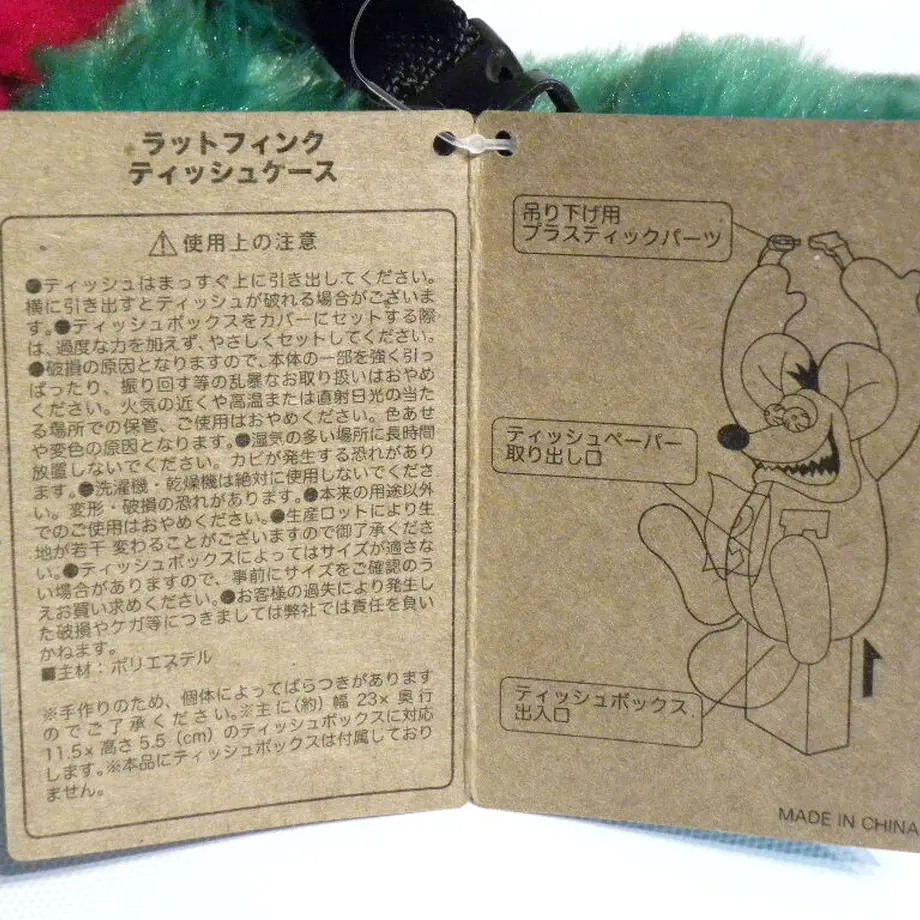 ラットフィンク
ティッシュケース
⚠使用上の注意
●ティッシュはまっすぐ上に引き出してください。
横に引き出すとティッシュが破れる場合がございま
す。●ティッシュボックスをカバーにセットする際
は、過度な力を加えず、やさしくセットしてください。
●破損の原因となりますので、本体の一部を強く引っ
ぱったり、振り回す等の乱暴なお取り扱いはおやめ
ください。火気の近くや高温または直射日光の当た
る場所での保管、ご使用はおやめください。色あせ
や変色の原因となります。●湿気の多い場所に長時間
放置しないでください。カビが発生する恐れがあり
ます。●洗濯機・乾燥機は絶対に使用しないでくださ
い。変形・破損の恐れがあります。●本来の用途以外
でのご使用はおやめください。●生産ロットにより生
地が若干 変わることがございますので御了承くださ
い。●ティッシュボックスによってはサイズが適さな
い場合がありますので、事前にサイズをご確認のう
えお買い求めください。●お客様の過失により発生し
た破損やケガ等につきましては弊社では責任を負い
かねます。
■主材：ポリエステル
※手作りのため、個体によってばらつきがあります
のでご了承ください。※主に(約)幅 23× 奥行
11.5× 高さ 5.5（cm）のティッシュボックスに対応
します。※本品にティッシュボックスは付属しており
ません。
吊り下げ用
プラスティックパーツ
ティッシュペーパー
取り出し口
ティッシュボックス
出入口
MADE IN CHINA